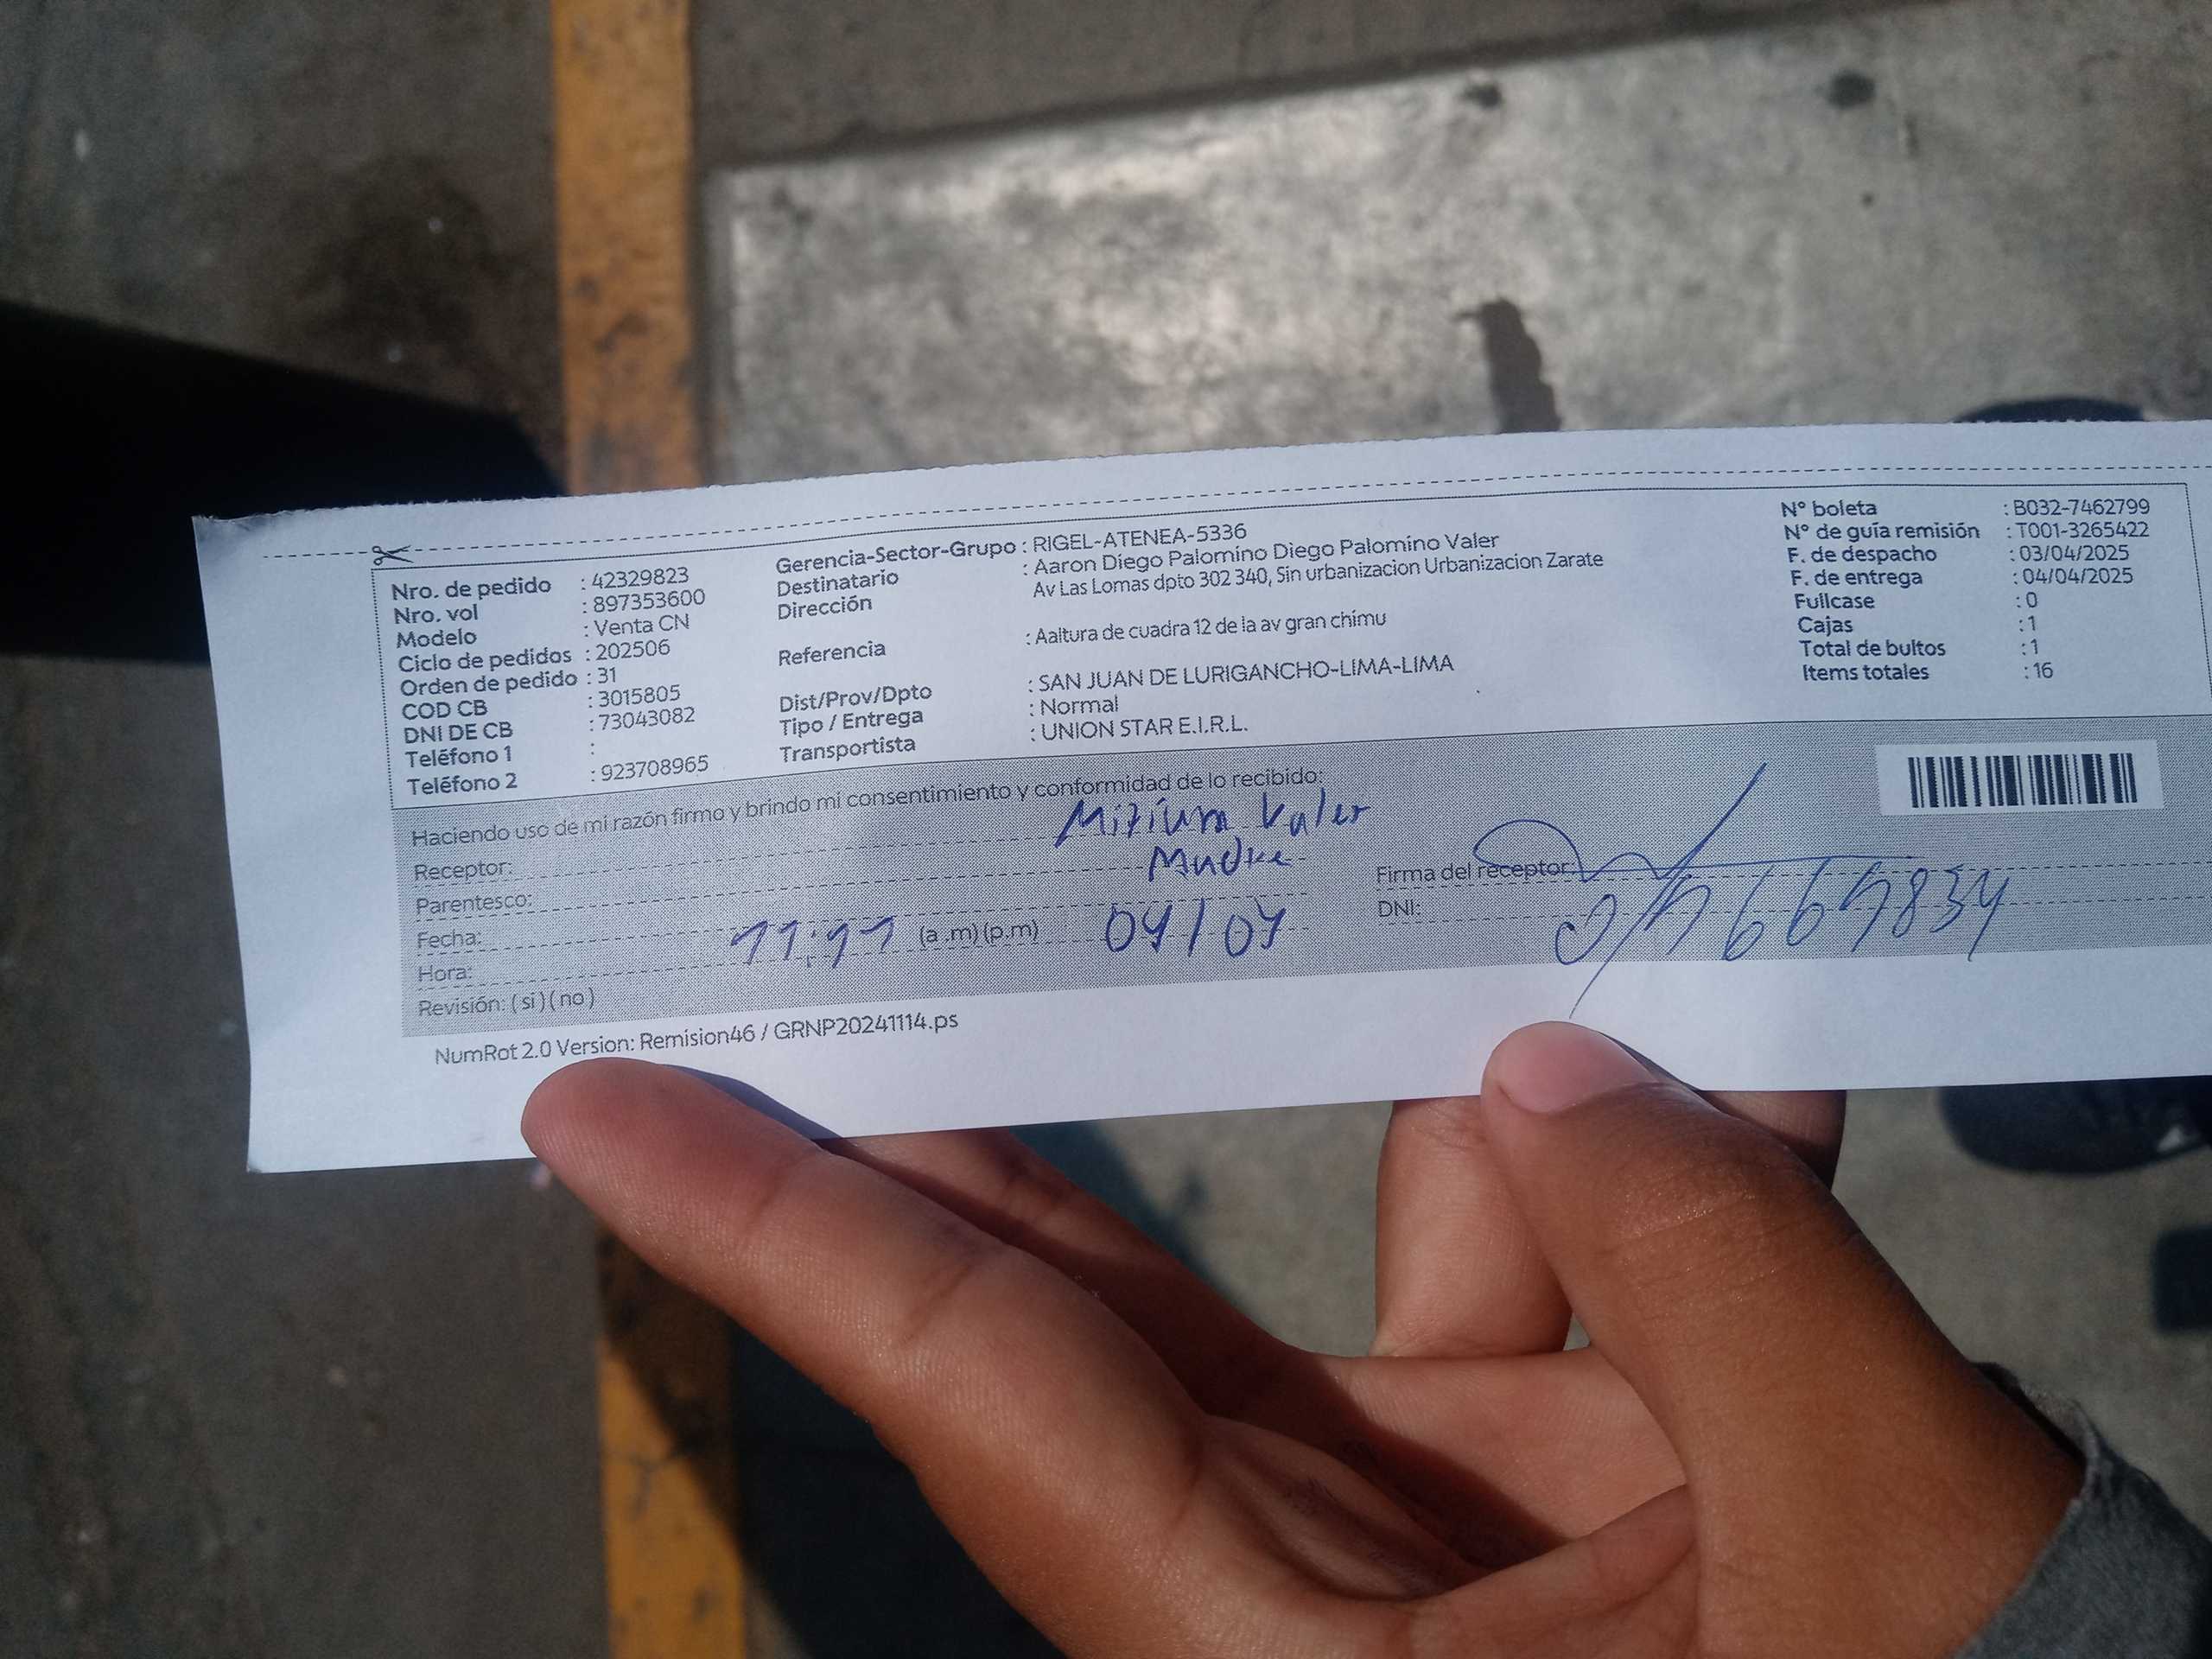 Nro. de pedido : 42329823
Nro. vol : 897353600
Modelo : Venta CN
Ciclo de pedidos : 202506
Orden de pedido : 31
COD CB : 3015805
DNI DE CB : 73043082
Teléfono 1 :
Teléfono 2 : 923708965
Gerencia-Sector-Grupo : RIGEL-ATENEA-5336
Destinatario : Aaron Diego Palomino Diego Palomino Valer
Dirección Av Las Lomas dpto 302 340, Sin urbanizacion Urbanizacion Zarate
Referencia : Aaltura de cuadra 12 de la av gran chimu
Dist/Prov/Dpto : SAN JUAN DE LURIGANCHO-LIMA-LIMA
Tipo / Entrega : Normal
Transportista : UNION STAR E.I.R.L.
N° boleta : B032-7462799
N° de guía remisión : T001-3265422
F. de despacho : 03/04/2025
F. de entrega : 04/04/2025
Fullcase : 0
Cajas : 1
Total de bultos : 1
Items totales : 16
Haciendo uso de mi razón firmo y brindo mi consentimiento y conformidad de lo recibido:
Receptor: Valer
Parentesco: Madre
Fecha: 04/04
Hora: 11:11 (a .m) (p.m)
Revisión: ( si ) ( no )
Firma del receptor:
DNI:
NumRot 2.0 Version: Remision46 / GRNP20241114.ps